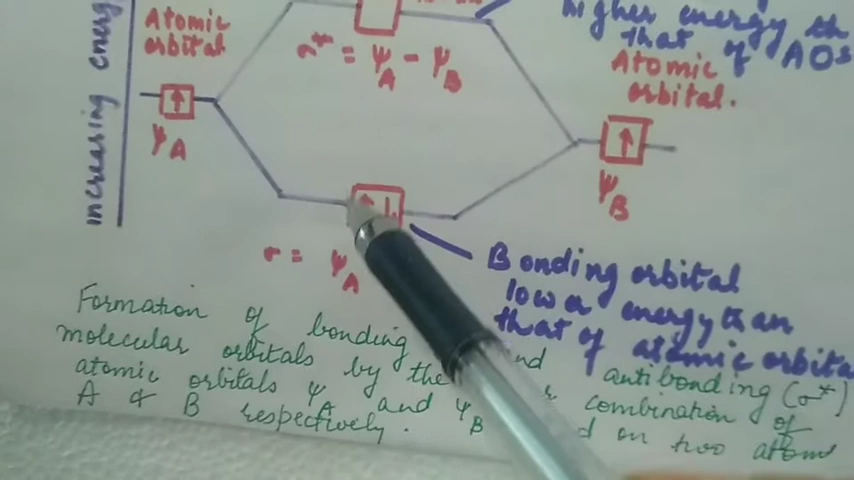 higher energy th
that of AOs
Atomic
orbital
Atomic
orbital.
increasing energy
σ* = ψA - ψB
ψA
ψB
σ = ψA
Bonding orbital
lower energy than
that of atomic orbital
Formation of bonding and antibonding (σ*)
molecular orbitals by the combination of
atomic orbitals ψA and ψB on two atoms
A & B respectively.